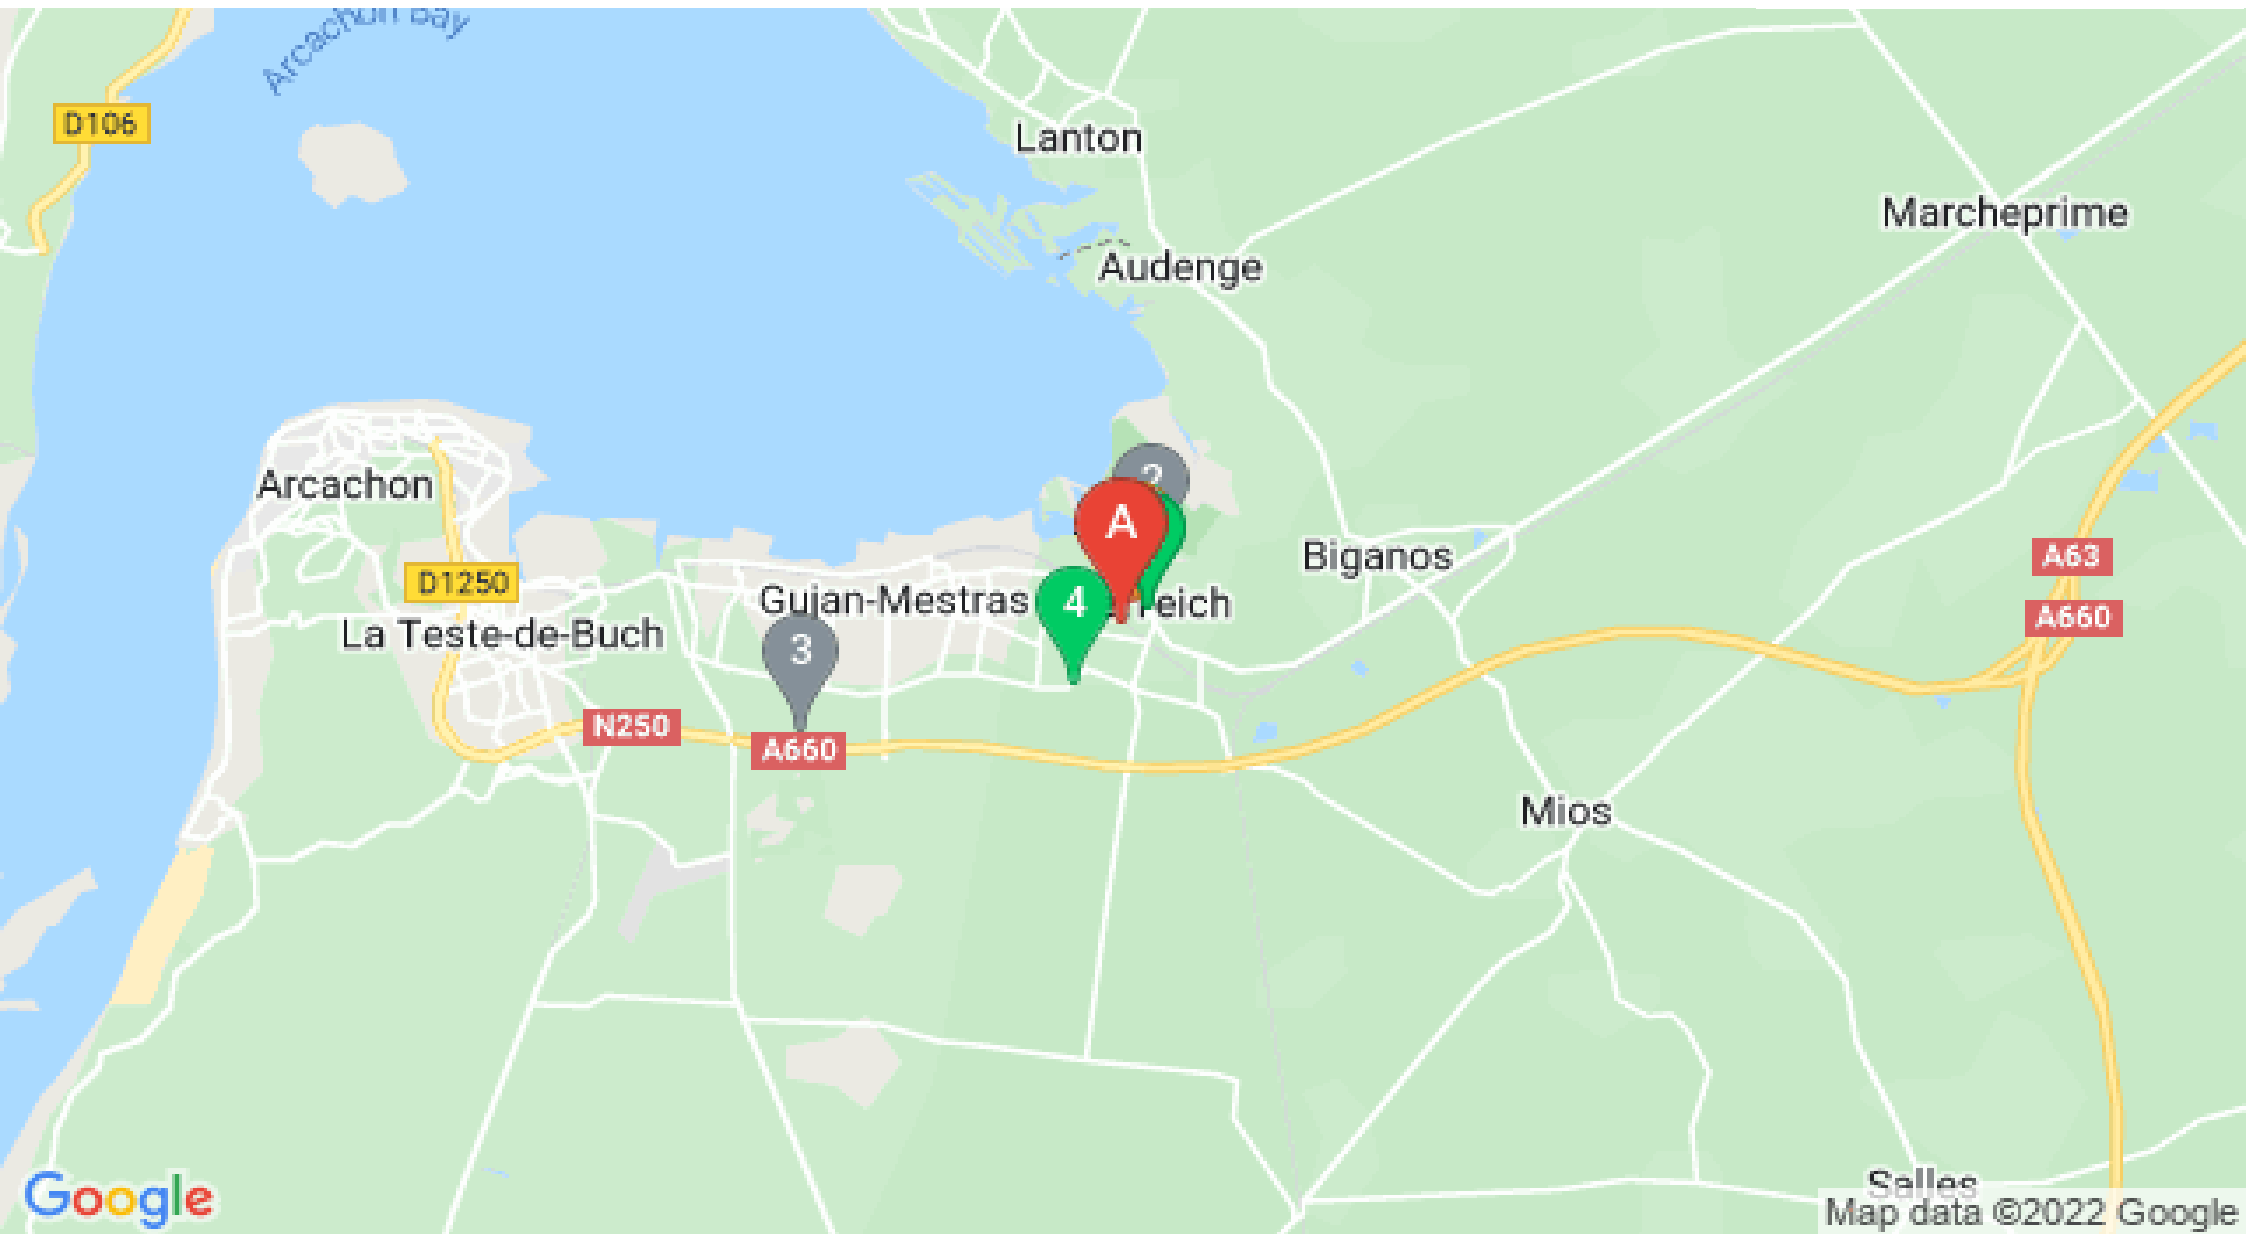 Arcachon Bay
D106
Lanton
Marcheprime
Audenge
2
Arcachon
A
Biganos
A63
D1250
Gujan-Mestras
4
Teich
A660
La Teste-de-Buch
3
N250
A660
Mios
Salles
Google
Map data ©2022 Google